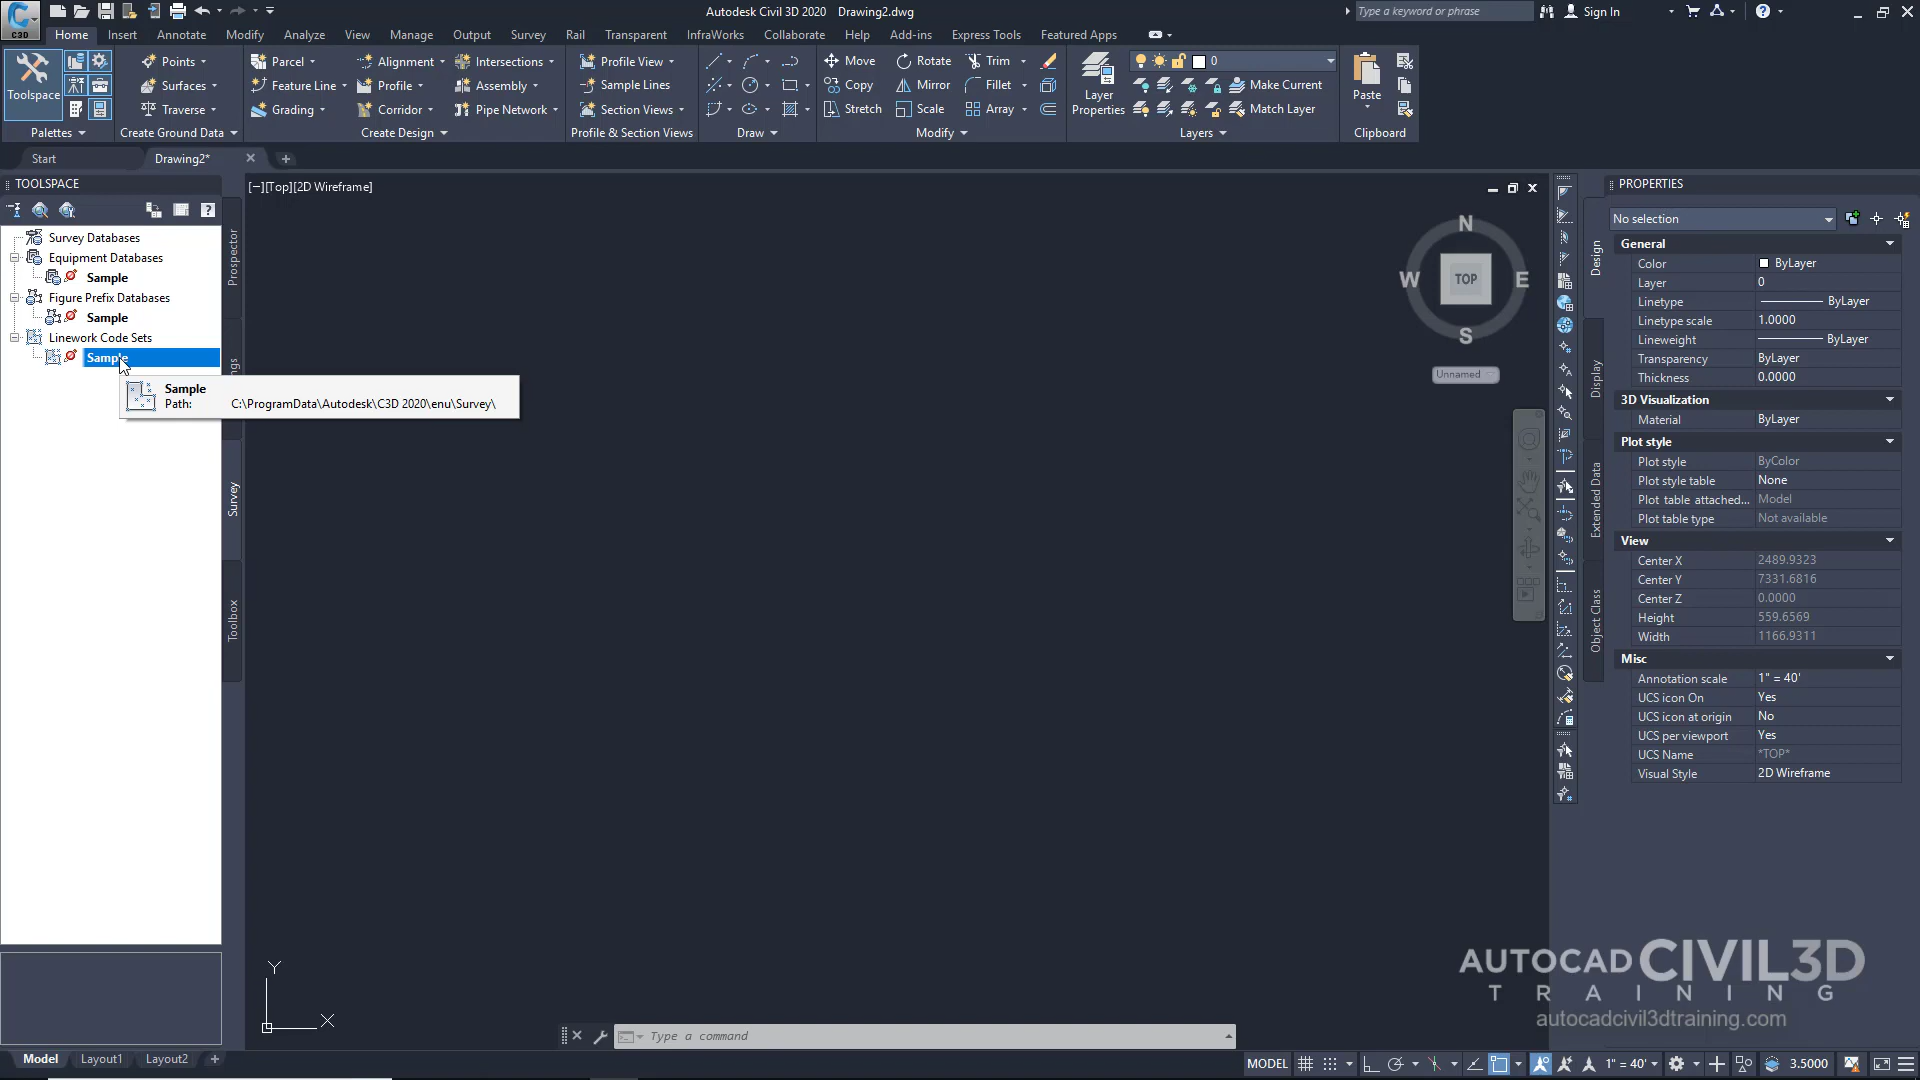 Autodesk Civil 3D 2020 Drawing2.dwg
Type a keyword or phrase
Sign In
C3D
Home Insert Annotate Modify Analyze View Manage Output Survey Rail Transparent InfraWorks Collaborate Help Add-ins Express Tools Featured Apps
Points Parcel Alignment Intersections Profile View Move Rotate Trim 0
Toolspace Surfaces Feature Line Profile Assembly Sample Lines Copy Mirror Fillet Layer Properties Make Current Paste
Traverse Grading Corridor Pipe Network Section Views Stretch Scale Array Match Layer
Palettes Create Ground Data Create Design Profile & Section Views Draw Modify Layers Clipboard
Start Drawing2*
TOOLSPACE
Survey Databases
Equipment Databases
Sample
Figure Prefix Databases
Sample
Linework Code Sets
Sample
Sample
Path: C:\ProgramData\Autodesk\C3D 2020\enu\Survey\
Prospector
ngs
Survey
Toolbox
[−][Top][2D Wireframe]
N
W TOP E
S
Unnamed
Y
X
Type a command
PROPERTIES
No selection
Design
Display
Extended Data
Object Class
General
Color ByLayer
Layer 0
Linetype ByLayer
Linetype scale 1.0000
Lineweight ByLayer
Transparency ByLayer
Thickness 0.0000
3D Visualization
Material ByLayer
Plot style
Plot style ByColor
Plot style table None
Plot table attached... Model
Plot table type Not available
View
Center X 2489.9323
Center Y 7331.6816
Center Z 0.0000
Height 559.6569
Width 1166.9311
Misc
Annotation scale 1" = 40'
UCS icon On Yes
UCS icon at origin No
UCS per viewport Yes
UCS Name *TOP*
Visual Style 2D Wireframe
AUTOCAD CIVIL3D
TRAINING
autocadcivil3dtraining.com
Model Layout1 Layout2
MODEL 1" = 40' 3.5000